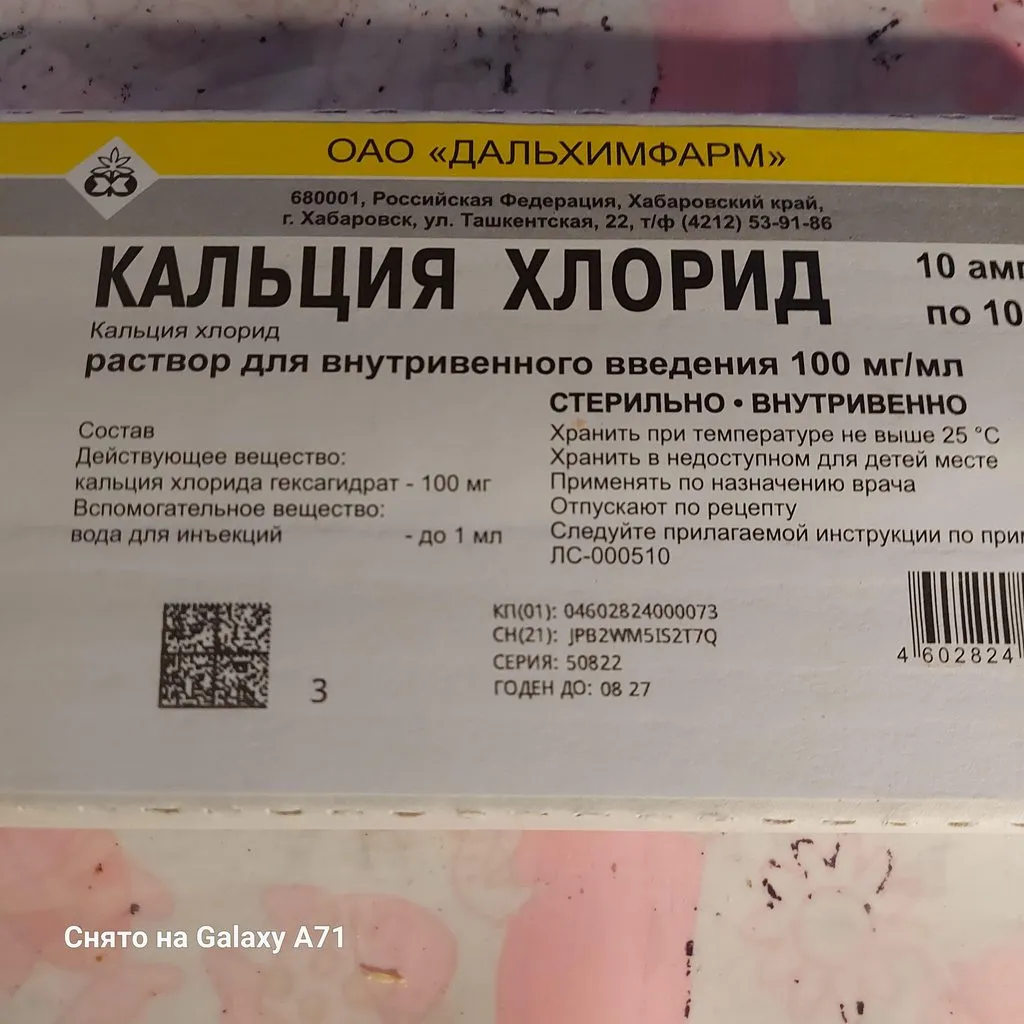 ОАО «ДАЛЬХИМФАРМ»
680001, Российская Федерация, Хабаровский край,
г. Хабаровск, ул. Ташкентская, 22, т/ф (4212) 53-91-86
КАЛЬЦИЯ ХЛОРИД
10
по 10
Кальция хлорид
раствор для внутривенного введения 100 мг/мл
СТЕРИЛЬНО • ВНУТРИВЕННО
Хранить при температуре не выше 25 °С
Хранить в недоступном для детей месте
Применять по назначению врача
Отпускают по рецепту
Следуйте прилагаемой инструкции по
ЛС-000510
Состав
Действующее вещество:
кальция хлорида гексагидрат - 100 мг
Вспомогательное вещество:
вода для инъекций - до 1 мл
3
КП(01): 04602824000073
СН(21): JPB2WM5IS2T7Q
СЕРИЯ: 50822
ГОДЕН ДО: 08 27
4 602824
Снято на Galaxy A71